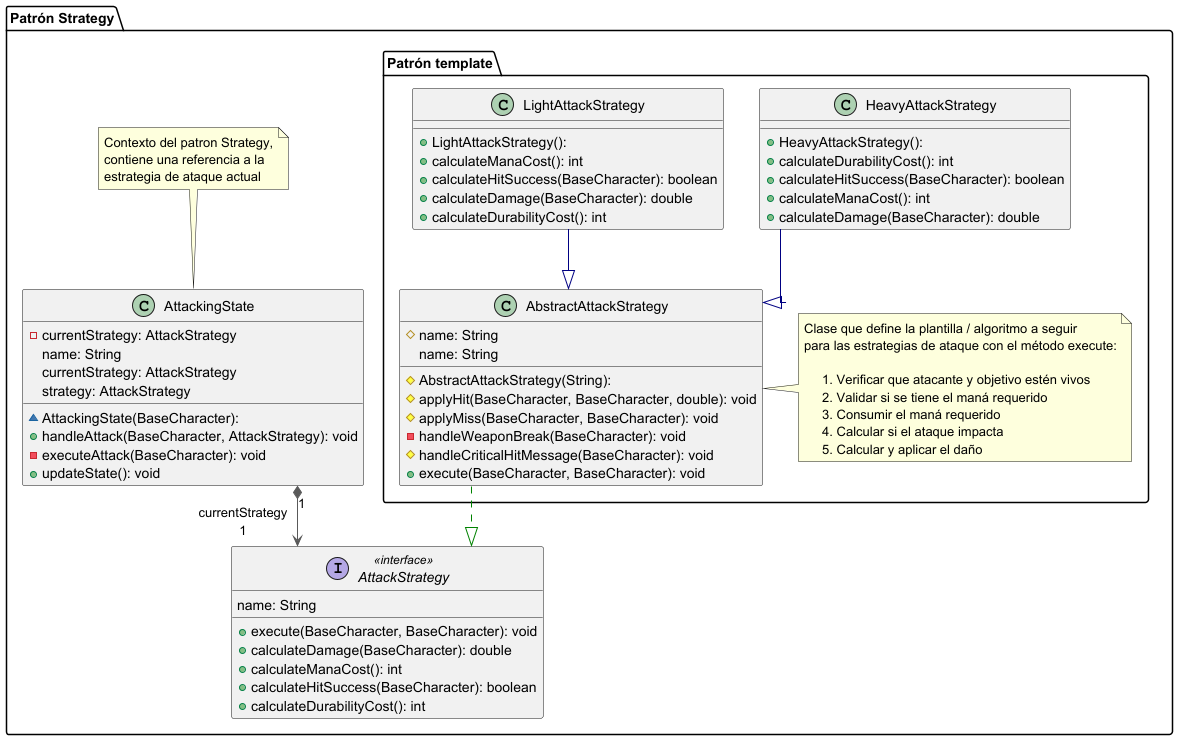 Patrón Strategy
Patrón template
C LightAttackStrategy
LightAttackStrategy():
calculateManaCost(): int
calculateHitSuccess(BaseCharacter): boolean
calculateDamage(BaseCharacter): double
calculateDurabilityCost(): int
C HeavyAttackStrategy
HeavyAttackStrategy():
calculateDurabilityCost(): int
calculateHitSuccess(BaseCharacter): boolean
calculateManaCost(): int
calculateDamage(BaseCharacter): double
Contexto del patron Strategy,
contiene una referencia a la
estrategia de ataque actual
C AttackingState
currentStrategy: AttackStrategy
name: String
currentStrategy: AttackStrategy
strategy: AttackStrategy
AttackingState(BaseCharacter):
handleAttack(BaseCharacter, AttackStrategy): void
executeAttack(BaseCharacter): void
updateState(): void
C AbstractAttackStrategy
name: String
name: String
AbstractAttackStrategy(String):
applyHit(BaseCharacter, BaseCharacter, double): void
applyMiss(BaseCharacter, BaseCharacter): void
handleWeaponBreak(BaseCharacter): void
handleCriticalHitMessage(BaseCharacter): void
execute(BaseCharacter, BaseCharacter): void
Clase que define la plantilla / algoritmo a seguir
para las estrategias de ataque con el método execute:
1. Verificar que atacante y objetivo estén vivos
2. Validar si se tiene el maná requerido
3. Consumir el maná requerido
4. Calcular si el ataque impacta
5. Calcular y aplicar el daño
1
currentStrategy
1
I «interface»
AttackStrategy
name: String
execute(BaseCharacter, BaseCharacter): void
calculateDamage(BaseCharacter): double
calculateManaCost(): int
calculateHitSuccess(BaseCharacter): boolean
calculateDurabilityCost(): int